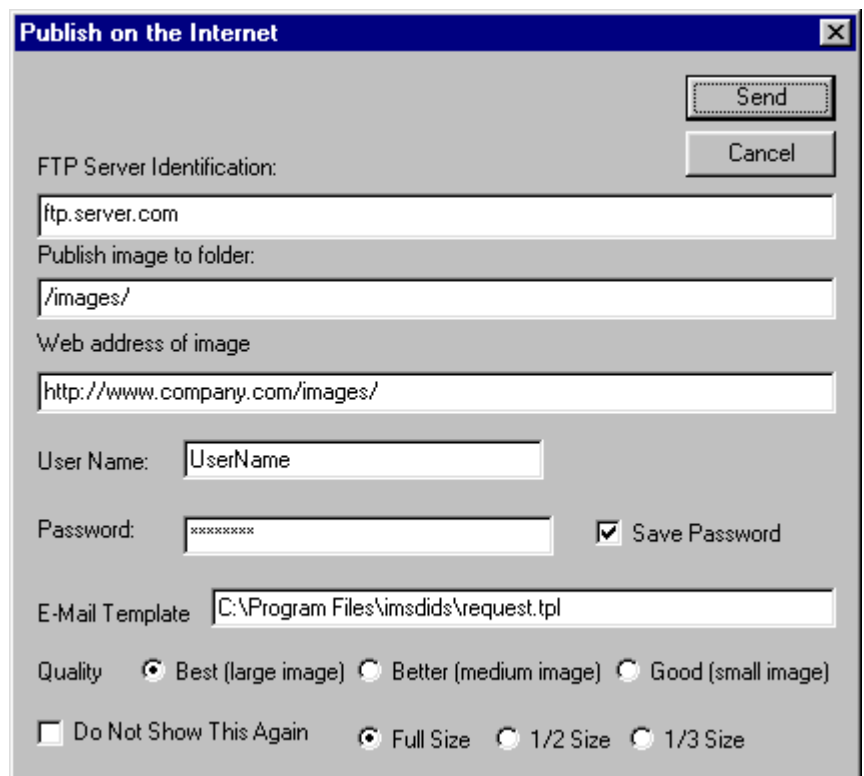 Publish on the Internet
Send
Cancel
FTP Server Identification:
ftp.server.com
Publish image to folder:
/images/
Web address of image
http://www.company.com/images/
User Name: UserName
Password: ******** Save Password
E-Mail Template C:\Program Files\imsdids\request.tpl
Quality Best (large image) Better (medium image) Good (small image)
Do Not Show This Again Full Size 1/2 Size 1/3 Size